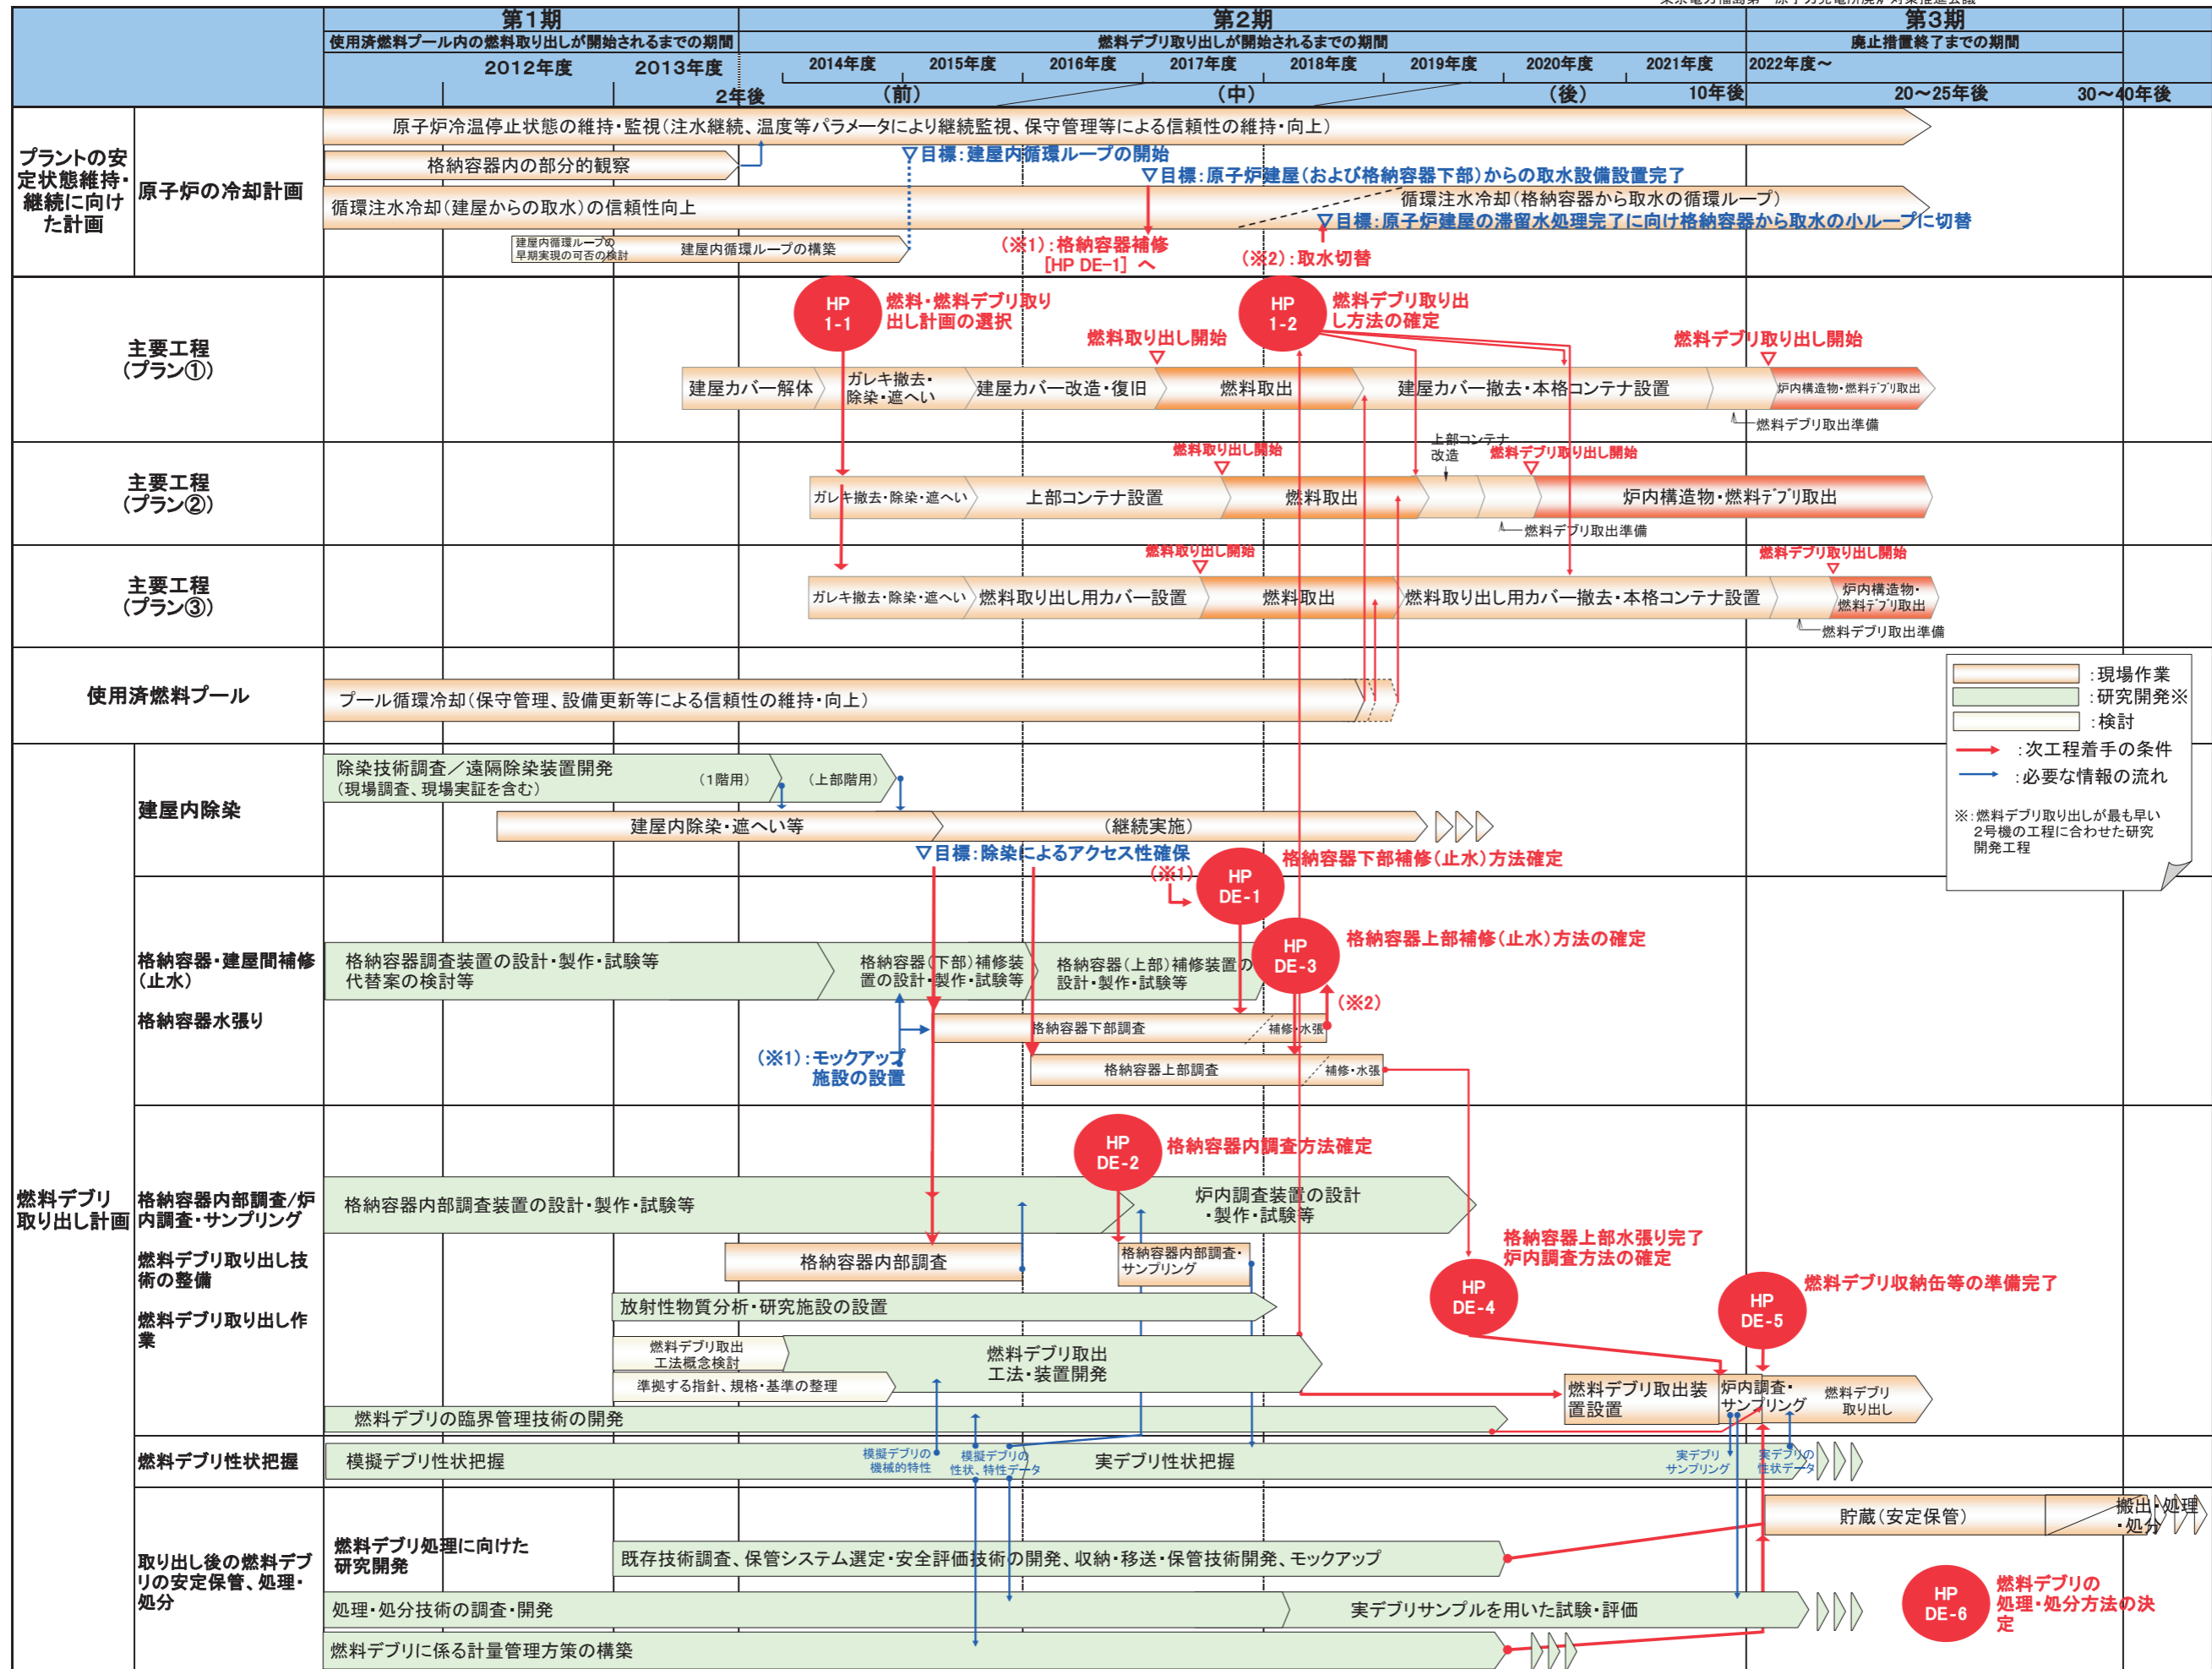 東京電力福島第一原子力発電所廃炉対策推進会議
第1期
第2期
第3期
使用済燃料プール内の燃料取り出しが開始されるまでの期間
燃料デブリ取り出しが開始されるまでの期間
廃止措置終了までの期間
2012年度
2013年度
2014年度
2015年度
2016年度
2017年度
2018年度
2019年度
2020年度
2021年度
2022年度～
2年後
(前)
(中)
(後)
10年後
20～25年後
30～40年後
プラントの安
定状態維持・
継続に向け
た計画
原子炉の冷却計画
原子炉冷温停止状態の維持・監視(注水継続、温度等パラメータにより継続監視、保守管理等による信頼性の維持・向上)
格納容器内の部分的観察
▽目標:建屋内循環ループの開始
▽目標:原子炉建屋(および格納容器下部)からの取水設備設置完了
循環注水冷却(建屋からの取水)の信頼性向上
循環注水冷却(格納容器から取水の循環ループ)
▽目標:原子炉建屋の滞留水処理完了に向け格納容器から取水の小ループに切替
建屋内循環ループの
早期実現の可否の検討
建屋内循環ループの構築
(※1):格納容器補修
[HP DE-1] へ
(※2):取水切替
主要工程
(プラン①)
HP
1-1
燃料・燃料デブリ取り
出し計画の選択
HP
1-2
燃料デブリ取り出
し方法の確定
燃料取り出し開始
▽
燃料デブリ取り出し開始
▽
建屋カバー解体
ガレキ撤去・
除染・遮へい
建屋カバー改造・復旧
燃料取出
建屋カバー撤去・本格コンテナ設置
炉内構造物・燃料デブリ取出
燃料デブリ取出準備
主要工程
(プラン②)
燃料取り出し開始
▽
上部コンテナ
改造
燃料デブリ取り出し開始
▽
ガレキ撤去・除染・遮へい
上部コンテナ設置
燃料取出
炉内構造物・燃料デブリ取出
燃料デブリ取出準備
主要工程
(プラン③)
燃料取り出し開始
▽
燃料デブリ取り出し開始
▽
ガレキ撤去・除染・遮へい
燃料取り出し用カバー設置
燃料取出
燃料取り出し用カバー撤去・本格コンテナ設置
炉内構造物・
燃料デブリ取出
燃料デブリ取出準備
使用済燃料プール
プール循環冷却(保守管理、設備更新等による信頼性の維持・向上)
:現場作業
:研究開発※
:検討
:次工程着手の条件
:必要な情報の流れ
※:燃料デブリ取り出しが最も早い
2号機の工程に合わせた研究
開発工程
燃料デブリ
取り出し計画
建屋内除染
除染技術調査／遠隔除染装置開発
(現場調査、現場実証を含む)
(1階用)
(上部階用)
建屋内除染・遮へい等
(継続実施)
▽目標:除染によるアクセス性確保
(※1)
HP
DE-1
格納容器下部補修(止水)方法確定
格納容器・建屋間補修
(止水)
格納容器水張り
格納容器調査装置の設計・製作・試験等
代替案の検討等
格納容器(下部)補修装
置の設計・製作・試験等
格納容器(上部)補修装置の
設計・製作・試験等
HP
DE-3
格納容器上部補修(止水)方法の確定
(※2)
格納容器下部調査
補修・水張
(※1):モックアップ
施設の設置
格納容器上部調査
補修・水張
格納容器内部調査/炉
内調査・サンプリング
燃料デブリ取り出し技
術の整備
燃料デブリ取り出し作
業
HP
DE-2
格納容器内調査方法確定
格納容器内部調査装置の設計・製作・試験等
炉内調査装置の設計
・製作・試験等
格納容器内部調査
格納容器内部調査・
サンプリング
格納容器上部水張り完了
炉内調査方法の確定
HP
DE-4
HP
DE-5
燃料デブリ収納缶等の準備完了
放射性物質分析・研究施設の設置
燃料デブリ取出
工法概念検討
燃料デブリ取出
工法・装置開発
準拠する指針、規格・基準の整理
燃料デブリ取出装
置設置
炉内調査・
サンプリング
燃料デブリ
取り出し
燃料デブリの臨界管理技術の開発
燃料デブリ性状把握
模擬デブリ性状把握
模擬デブリの
機械的特性
模擬デブリの
性状、特性データ
実デブリ性状把握
実デブリ
サンプリング
実デブリの
性状データ
取り出し後の燃料デブ
リの安定保管、処理・
処分
燃料デブリ処理に向けた
研究開発
貯蔵(安定保管)
搬出・処理
・処分
既存技術調査、保管システム選定・安全評価技術の開発、収納・移送・保管技術開発、モックアップ
処理・処分技術の調査・開発
実デブリサンプルを用いた試験・評価
HP
DE-6
燃料デブリの
処理・処分方法の決
定
燃料デブリに係る計量管理方策の構築